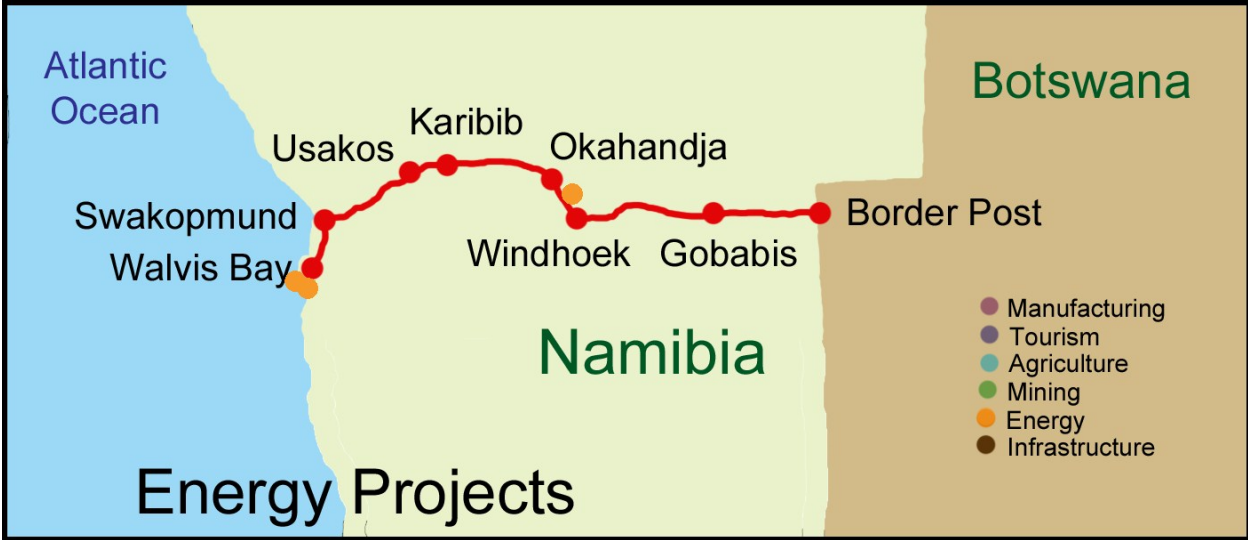 Atlantic
Ocean
Botswana
Karibib
Usakos
Okahandja
Swakopmund
Border Post
Windhoek
Gobabis
Walvis Bay
Namibia
Manufacturing
Tourism
Agriculture
Mining
Energy
Infrastructure
Energy Projects